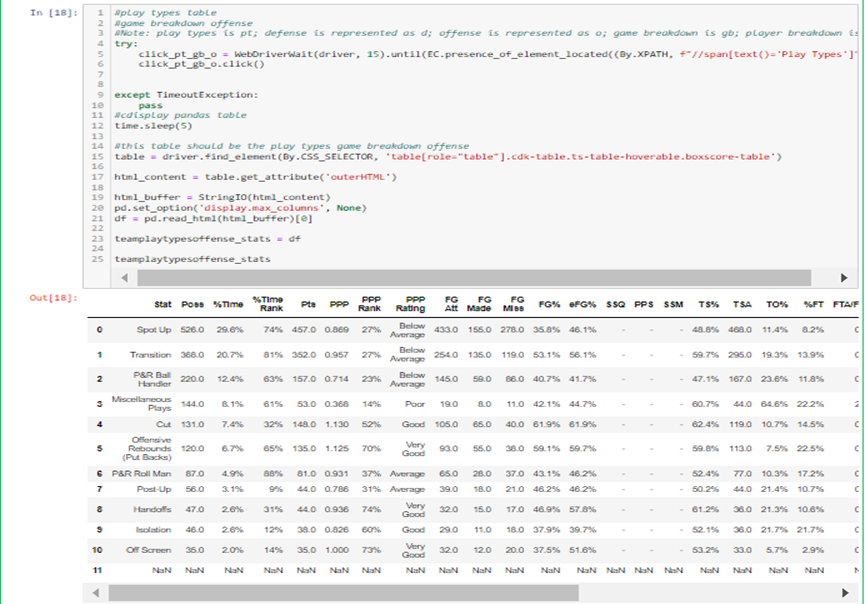 In [18]:
1 #play types table
2 #game breakdown offense
3 #Note: play types is pt; defense is represented as d; offense is represented as o; game breakdown is gb; player breakdown is
4 try:
5 click_pt_gb_o = WebDriverWait(driver, 15).until(EC.presence_of_element_located((By.XPATH, f"//span[text()='Play Types']"
6 click_pt_gb_o.click()
7
8
9 except TimeoutException:
10 pass
11 #cdisplay pandas table
12 time.sleep(5)
13
14 #this table should be the play types game breakdown offense
15 table = driver.find_element(By.CSS_SELECTOR, 'table[role="table"].cdk-table.ts-table-hoverable.boxscore-table')
16
17 html_content = table.get_attribute('outerHTML')
18
19 html_buffer = StringIO(html_content)
20 pd.set_option('display.max_columns', None)
21 df = pd.read_html(html_buffer)[0]
22
23 teamplaytypesoffense_stats = df
24
25 teamplaytypesoffense_stats
Out[18]:
Stat Poss %Time %Time Rank Pts PPP PPP Rank PPP Rating FG Att FG Made FG Miss FG% eFG% SSQ PPS SSM TS% TSA TO% %FT FTA/F
0 Spot Up 526.0 29.6% 74% 457.0 0.869 27% Below Average 433.0 155.0 278.0 35.8% 46.1% - - - 48.8% 468.0 11.4% 8.2%
1 Transition 368.0 20.7% 81% 352.0 0.957 27% Below Average 254.0 135.0 119.0 53.1% 56.1% - - - 59.7% 295.0 19.3% 13.9%
2 P&R Ball Handler 220.0 12.4% 63% 157.0 0.714 23% Below Average 145.0 59.0 86.0 40.7% 41.7% - - - 47.1% 167.0 23.6% 11.8%
3 Miscellaneous Plays 144.0 8.1% 61% 53.0 0.368 14% Poor 19.0 8.0 11.0 42.1% 44.7% - - - 60.7% 44.0 64.6% 22.2%
4 Cut 131.0 7.4% 32% 148.0 1.130 52% Good 105.0 65.0 40.0 61.9% 61.9% - - - 62.4% 119.0 10.7% 14.5%
5 Offensive Rebounds (Put Backs) 120.0 6.7% 65% 135.0 1.125 70% Very Good 93.0 55.0 38.0 59.1% 59.7% - - - 59.8% 113.0 7.5% 22.5%
6 P&R Roll Man 87.0 4.9% 88% 81.0 0.931 37% Average 65.0 28.0 37.0 43.1% 46.2% - - - 52.4% 77.0 10.3% 17.2%
7 Post-Up 56.0 3.1% 9% 44.0 0.786 31% Average 39.0 18.0 21.0 46.2% 46.2% - - - 50.2% 44.0 21.4% 10.7%
8 Handoffs 47.0 2.6% 31% 44.0 0.936 74% Very Good 32.0 15.0 17.0 46.9% 57.8% - - - 61.2% 36.0 21.3% 10.6%
9 Isolation 46.0 2.6% 12% 38.0 0.826 60% Good 29.0 11.0 18.0 37.9% 39.7% - - - 52.1% 36.0 21.7% 21.7%
10 Off Screen 35.0 2.0% 14% 35.0 1.000 73% Very Good 32.0 12.0 20.0 37.5% 51.6% - - - 53.2% 33.0 5.7% 2.9%
11 NaN NaN NaN NaN NaN NaN NaN NaN NaN NaN NaN NaN NaN NaN NaN NaN NaN NaN NaN NaN